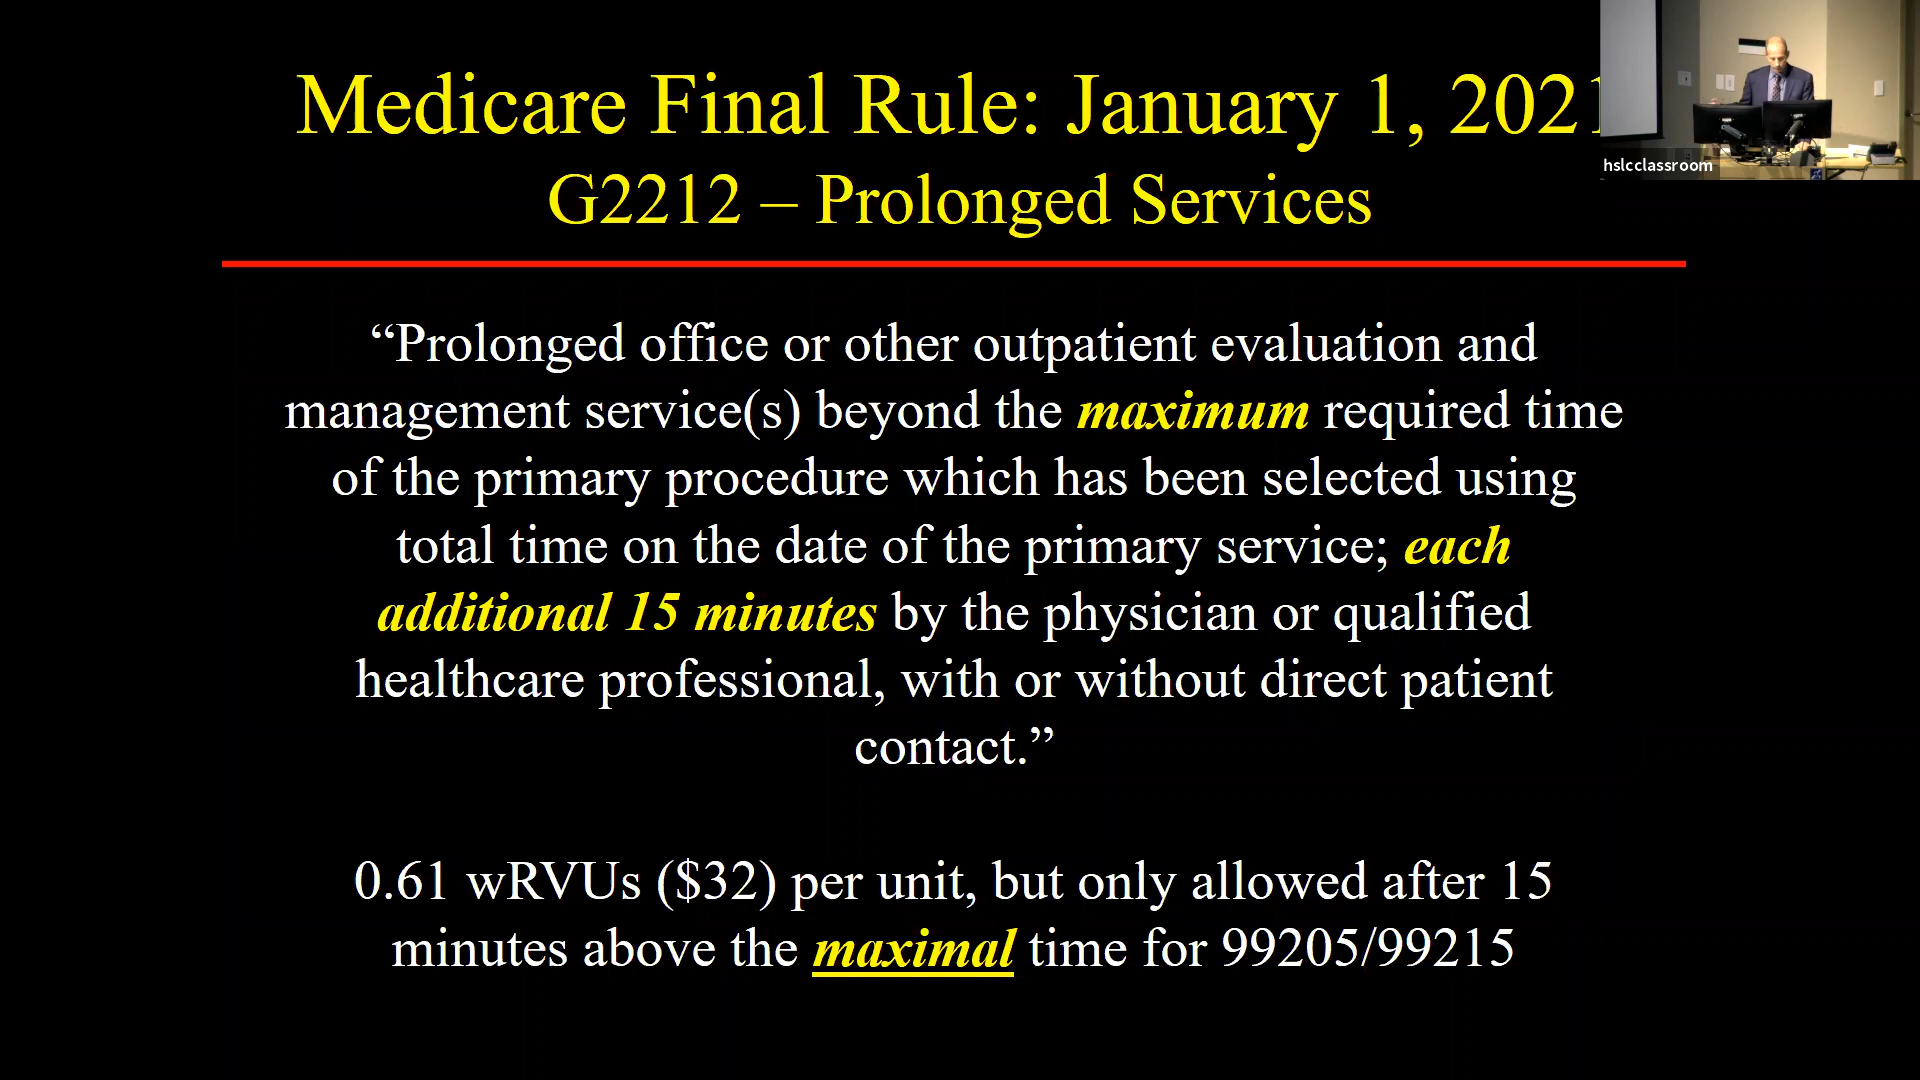 Medicare Final Rule: January 1, 2021
G2212 – Prolonged Services
hslcclassroom
“Prolonged office or other outpatient evaluation and
management service(s) beyond the maximum required time
of the primary procedure which has been selected using
total time on the date of the primary service; each
additional 15 minutes by the physician or qualified
healthcare professional, with or without direct patient
contact.”
0.61 wRVUs ($32) per unit, but only allowed after 15
minutes above the maximal time for 99205/99215